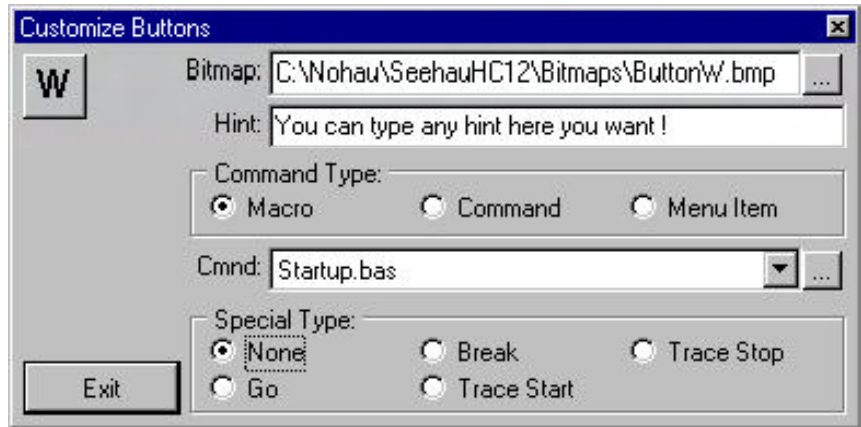 Customize Buttons
W
Bitmap: C:\Nohau\SeehauHC12\Bitmaps\ButtonW.bmp ...
Hint: You can type any hint here you want !
Command Type:
Macro Command Menu Item
Cmnd: Startup.bas ...
Special Type:
None Break Trace Stop
Exit Go Trace Start